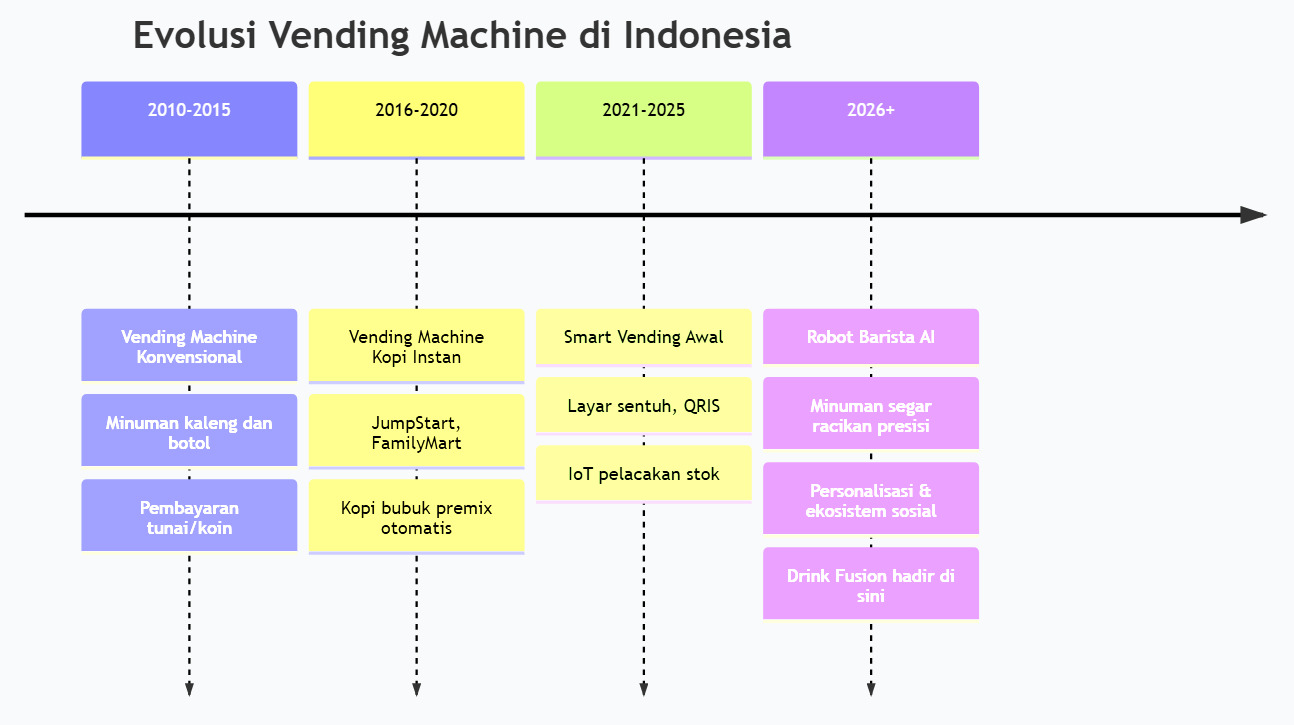 Evolusi Vending Machine di Indonesia
2010-2015
2016-2020
2021-2025
2026+
Vending Machine
Konvensional
Minuman kaleng dan
botol
Pembayaran
tunai/koin
Vending Machine
Kopi Instan
JumpStart,
FamilyMart
Kopi bubuk premix
otomatis
Smart Vending Awal
Layar sentuh, QRIS
IoT pelacakan stok
Robot Barista AI
Minuman segar
racikan presisi
Personalisasi &
ekosistem sosial
Drink Fusion hadir di
sini